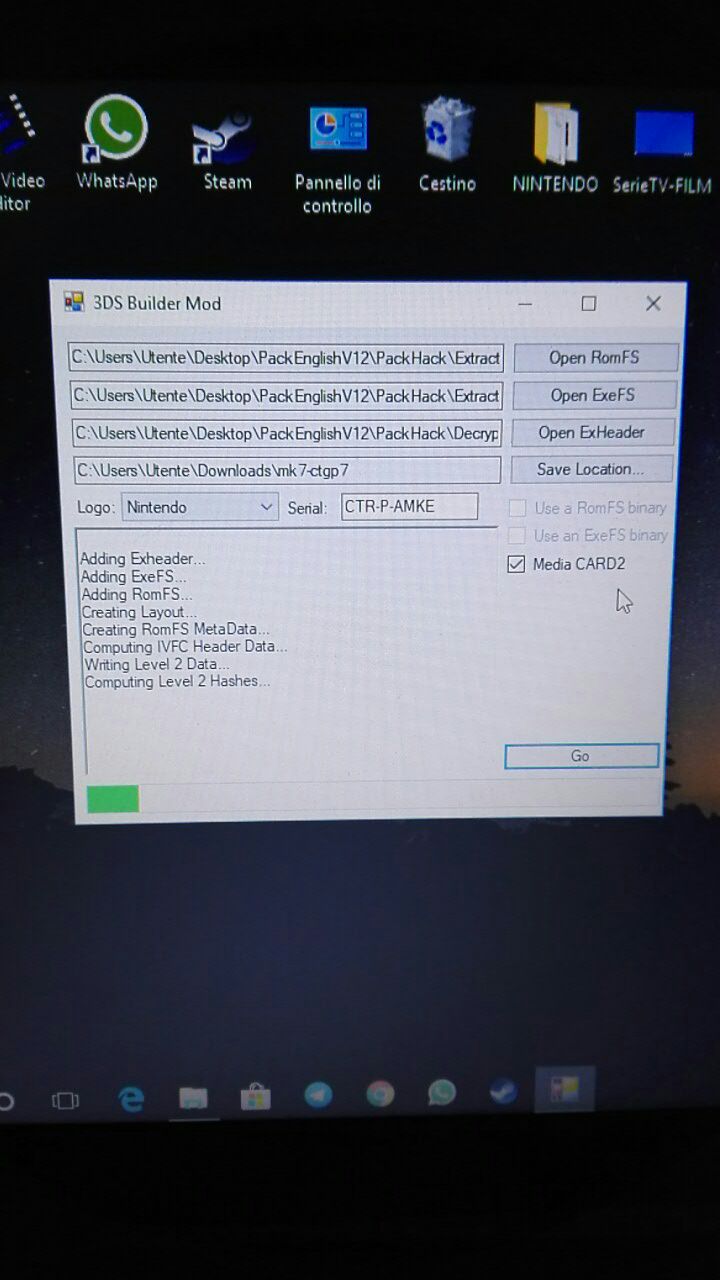 Video
WhatsApp
Steam
Pannello di
controllo
Cestino
NINTENDO
SerieTV-FILM
3DS Builder Mod
C:\Users\Utente\Desktop\PackEnglishV12\PackHack\Extract
Open RomFS
C:\Users\Utente\Desktop\PackEnglishV12\PackHack\Extract
Open ExeFS
C:\Users\Utente\Desktop\PackEnglishV12\PackHack\Decryp
Open ExHeader
C:\Users\Utente\Downloads\mk7-ctgp7
Save Location...
Logo: Nintendo Serial: CTR-P-AMKE
Use a RomFS binary
Use an ExeFS binary
Media CARD2
Adding Exheader...
Adding ExeFS...
Adding RomFS...
Creating Layout...
Creating RomFS MetaData...
Computing IVFC Header Data...
Writing Level 2 Data...
Computing Level 2 Hashes...
Go